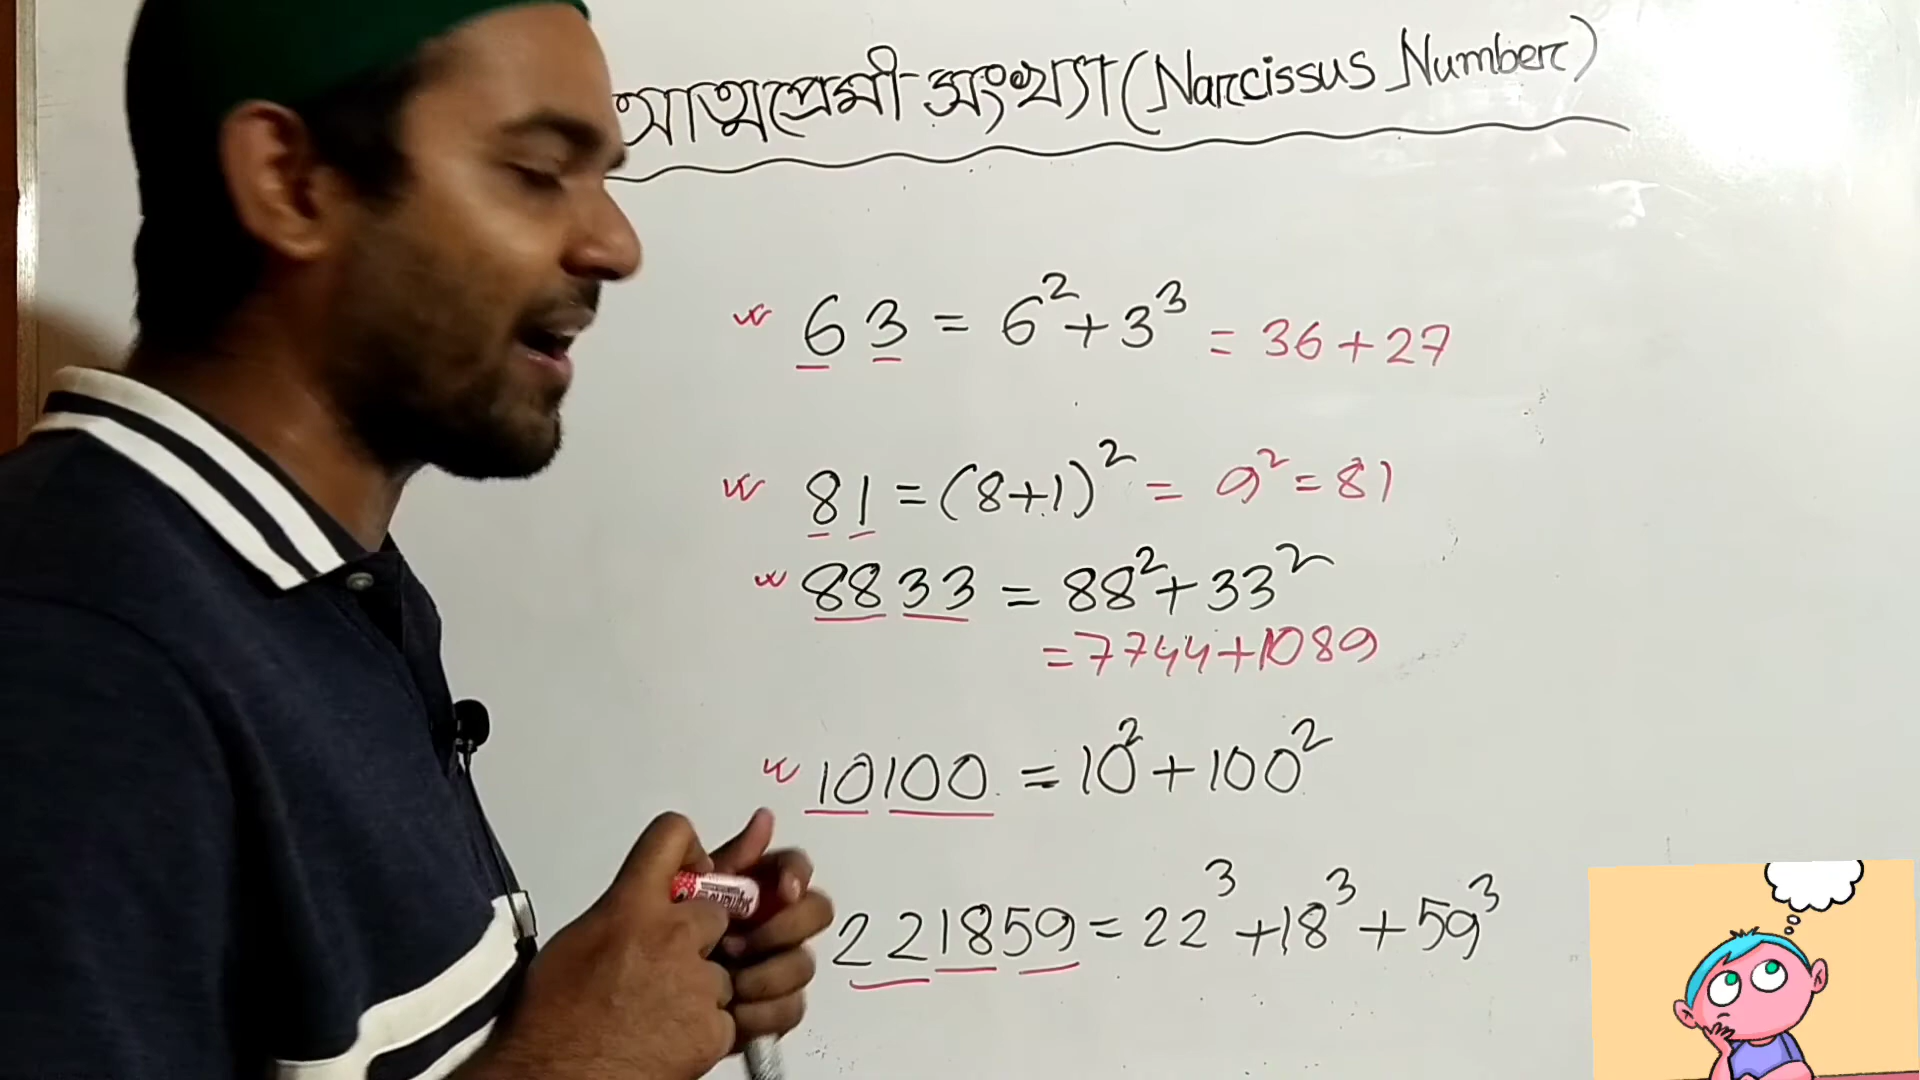 আত্মপ্রেমী সংখ্যা (Narcissus Number)
63 = 6² + 3³ = 36 + 27
81 = (8+1)² = 9² = 81
8833 = 88² + 33²
= 7744 + 1089
10100 = 10² + 100²
221859 = 22³ + 18³ + 59³